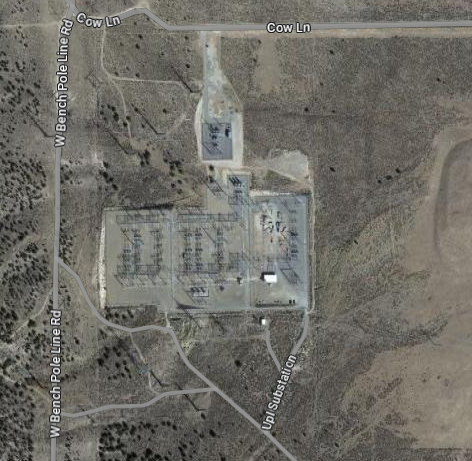 Cow Ln
Cow Ln
W Bench Pole Line Rd
W Bench Pole Line Rd
Upl Substation